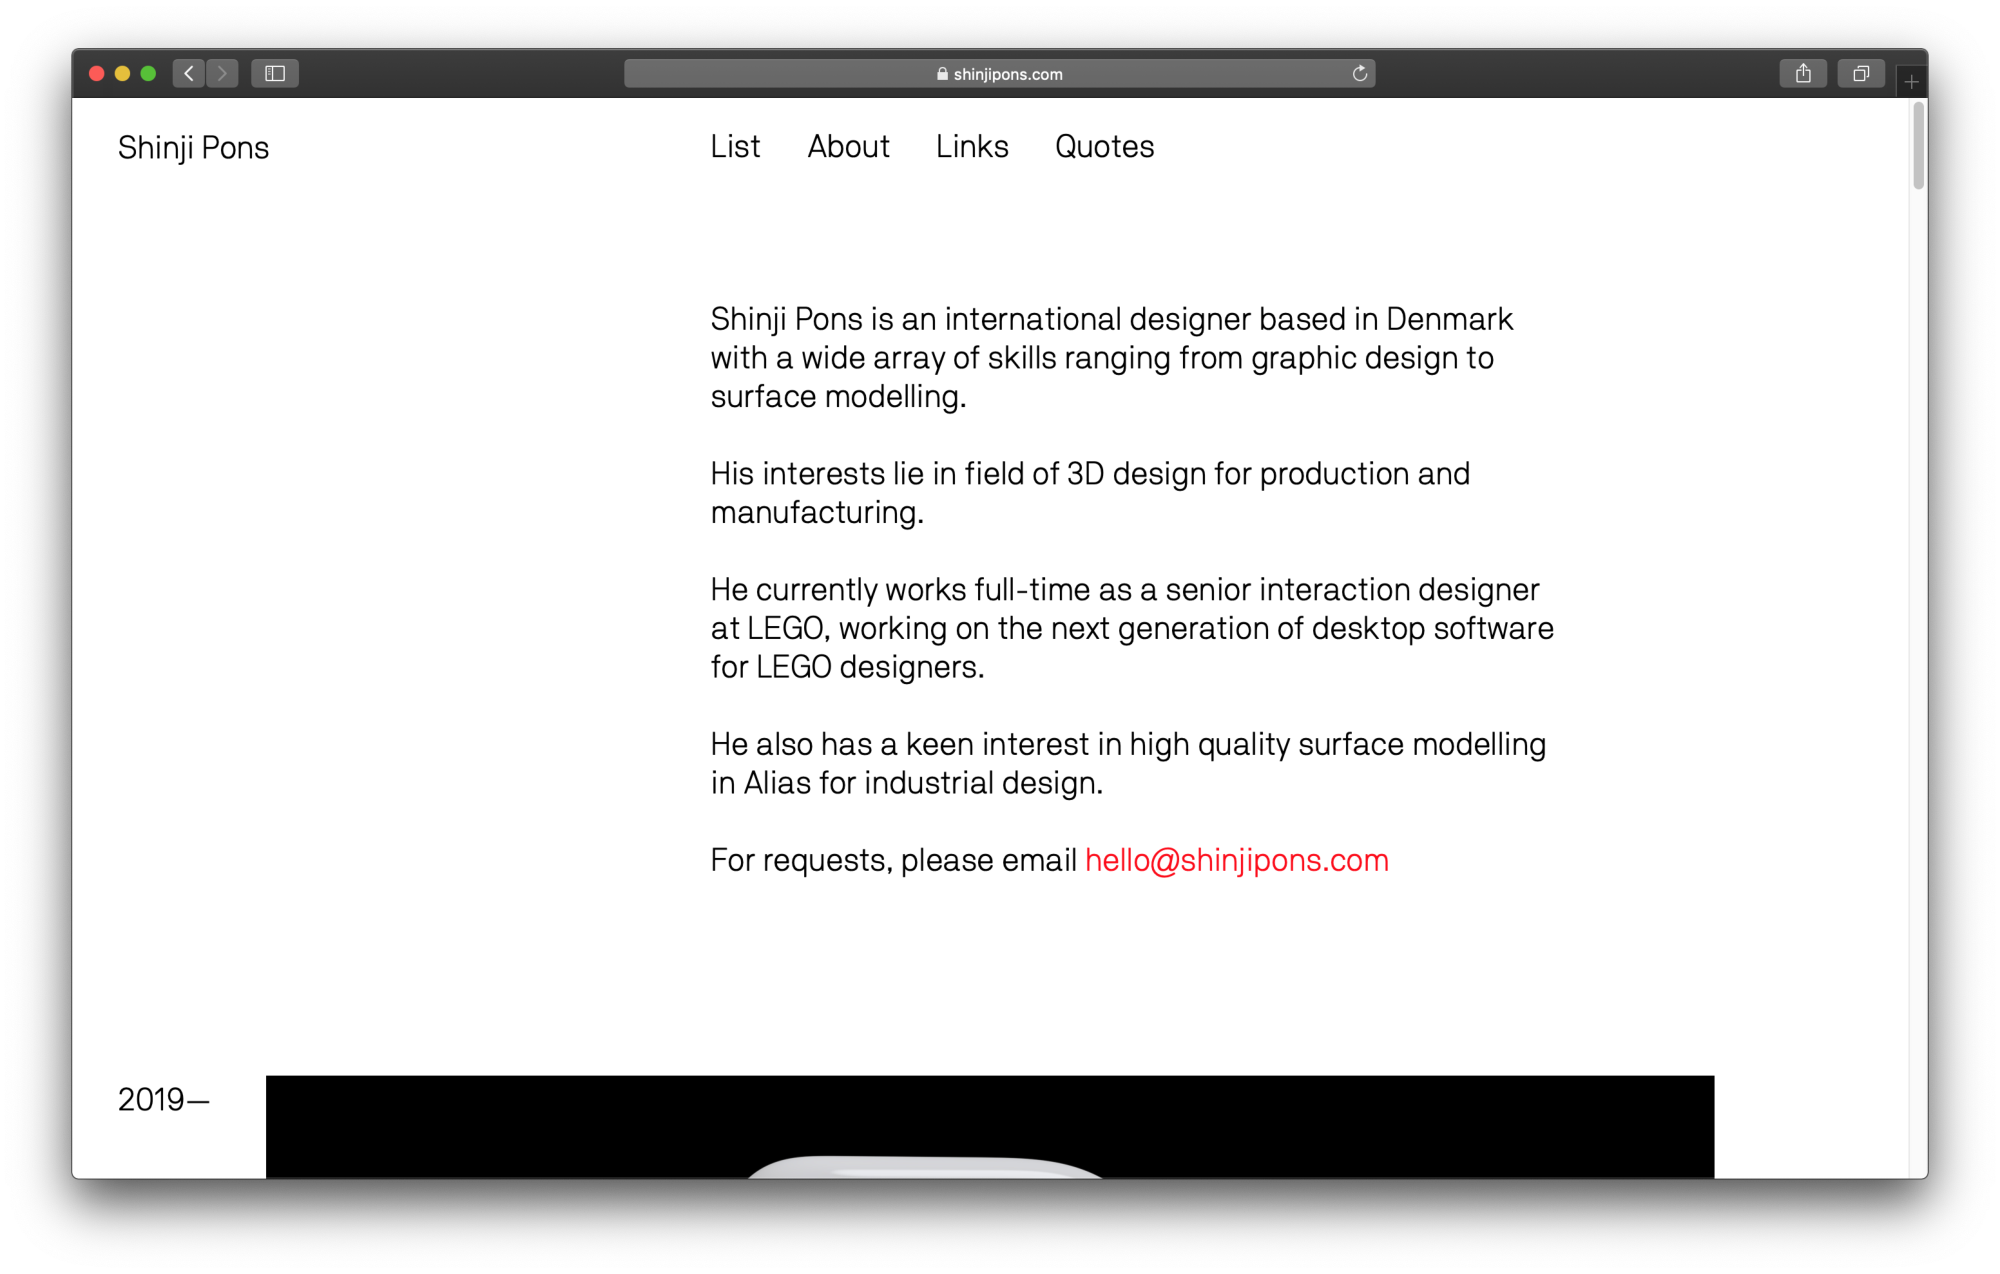 shinjipons.com
Shinji Pons
List About Links Quotes
Shinji Pons is an international designer based in Denmark
with a wide array of skills ranging from graphic design to
surface modelling.
His interests lie in field of 3D design for production and
manufacturing.
He currently works full-time as a senior interaction designer
at LEGO, working on the next generation of desktop software
for LEGO designers.
He also has a keen interest in high quality surface modelling
in Alias for industrial design.
For requests, please email hello@shinjipons.com
2019—